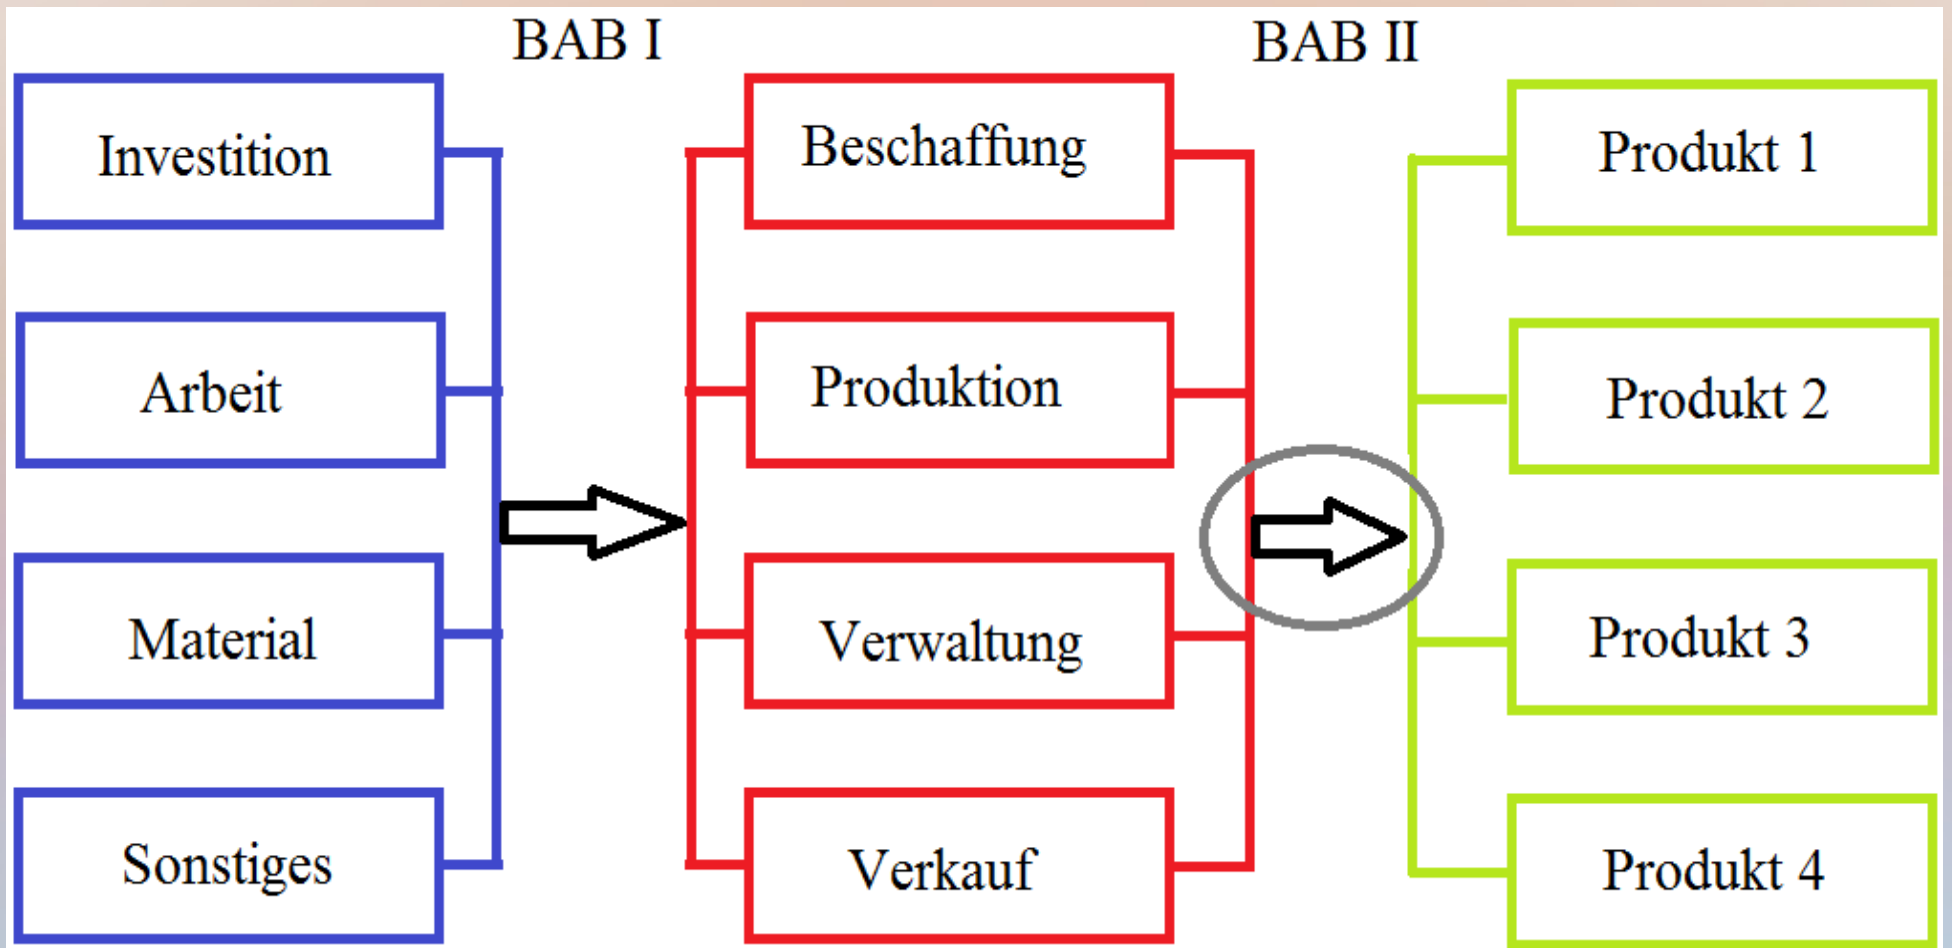 BAB I
BAB II
Investition
Beschaffung
Produkt 1
Arbeit
Produktion
Produkt 2
Material
Verwaltung
Produkt 3
Sonstiges
Verkauf
Produkt 4